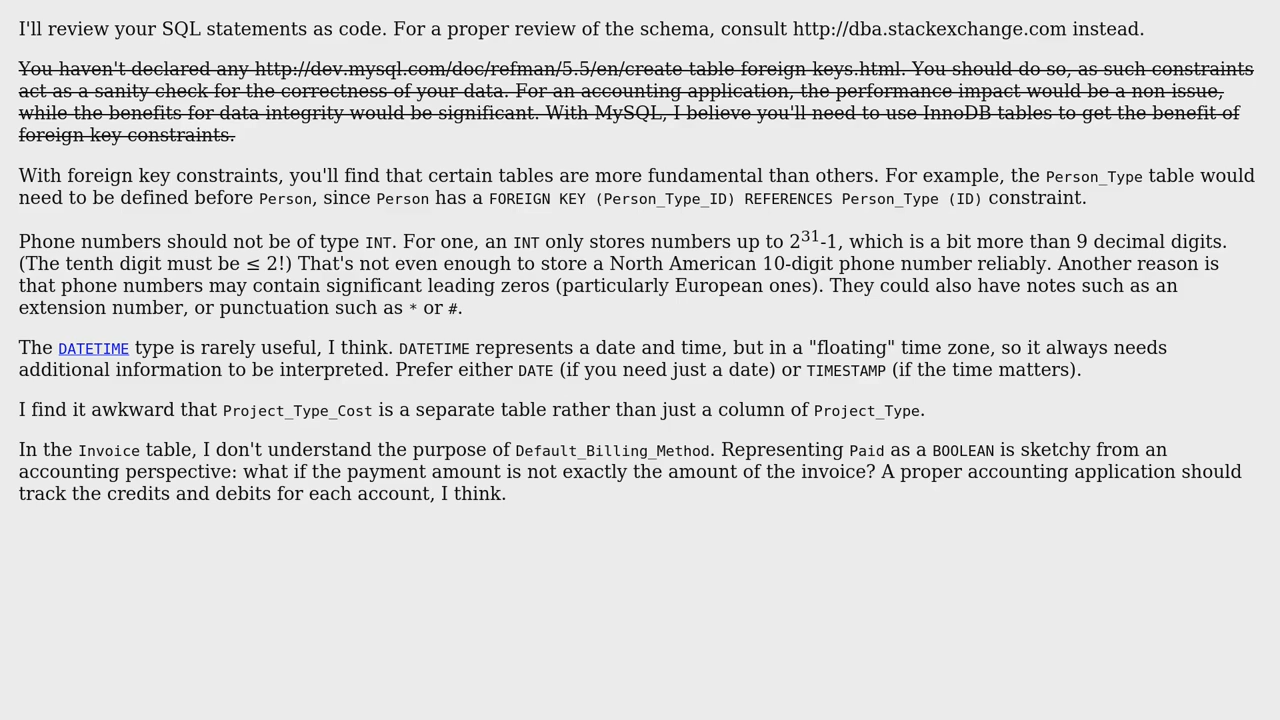 I'll review your SQL statements as code. For a proper review of the schema, consult http://dba.stackexchange.com instead.
You haven't declared any http://dev.mysql.com/doc/refman/5.5/en/create table foreign keys.html. You should do so, as such constraints
act as a sanity check for the correctness of your data. For an accounting application, the performance impact would be a non issue,
while the benefits for data integrity would be significant. With MySQL, I believe you'll need to use InnoDB tables to get the benefit of
foreign key constraints.
With foreign key constraints, you'll find that certain tables are more fundamental than others. For example, the Person_Type table would
need to be defined before Person, since Person has a FOREIGN KEY (Person_Type_ID) REFERENCES Person_Type (ID) constraint.
Phone numbers should not be of type INT. For one, an INT only stores numbers up to 2^31-1, which is a bit more than 9 decimal digits.
(The tenth digit must be ≤ 2!) That's not even enough to store a North American 10-digit phone number reliably. Another reason is
that phone numbers may contain significant leading zeros (particularly European ones). They could also have notes such as an
extension number, or punctuation such as * or #.
The DATETIME type is rarely useful, I think. DATETIME represents a date and time, but in a "floating" time zone, so it always needs
additional information to be interpreted. Prefer either DATE (if you need just a date) or TIMESTAMP (if the time matters).
I find it awkward that Project_Type_Cost is a separate table rather than just a column of Project_Type.
In the Invoice table, I don't understand the purpose of Default_Billing_Method. Representing Paid as a BOOLEAN is sketchy from an
accounting perspective: what if the payment amount is not exactly the amount of the invoice? A proper accounting application should
track the credits and debits for each account, I think.